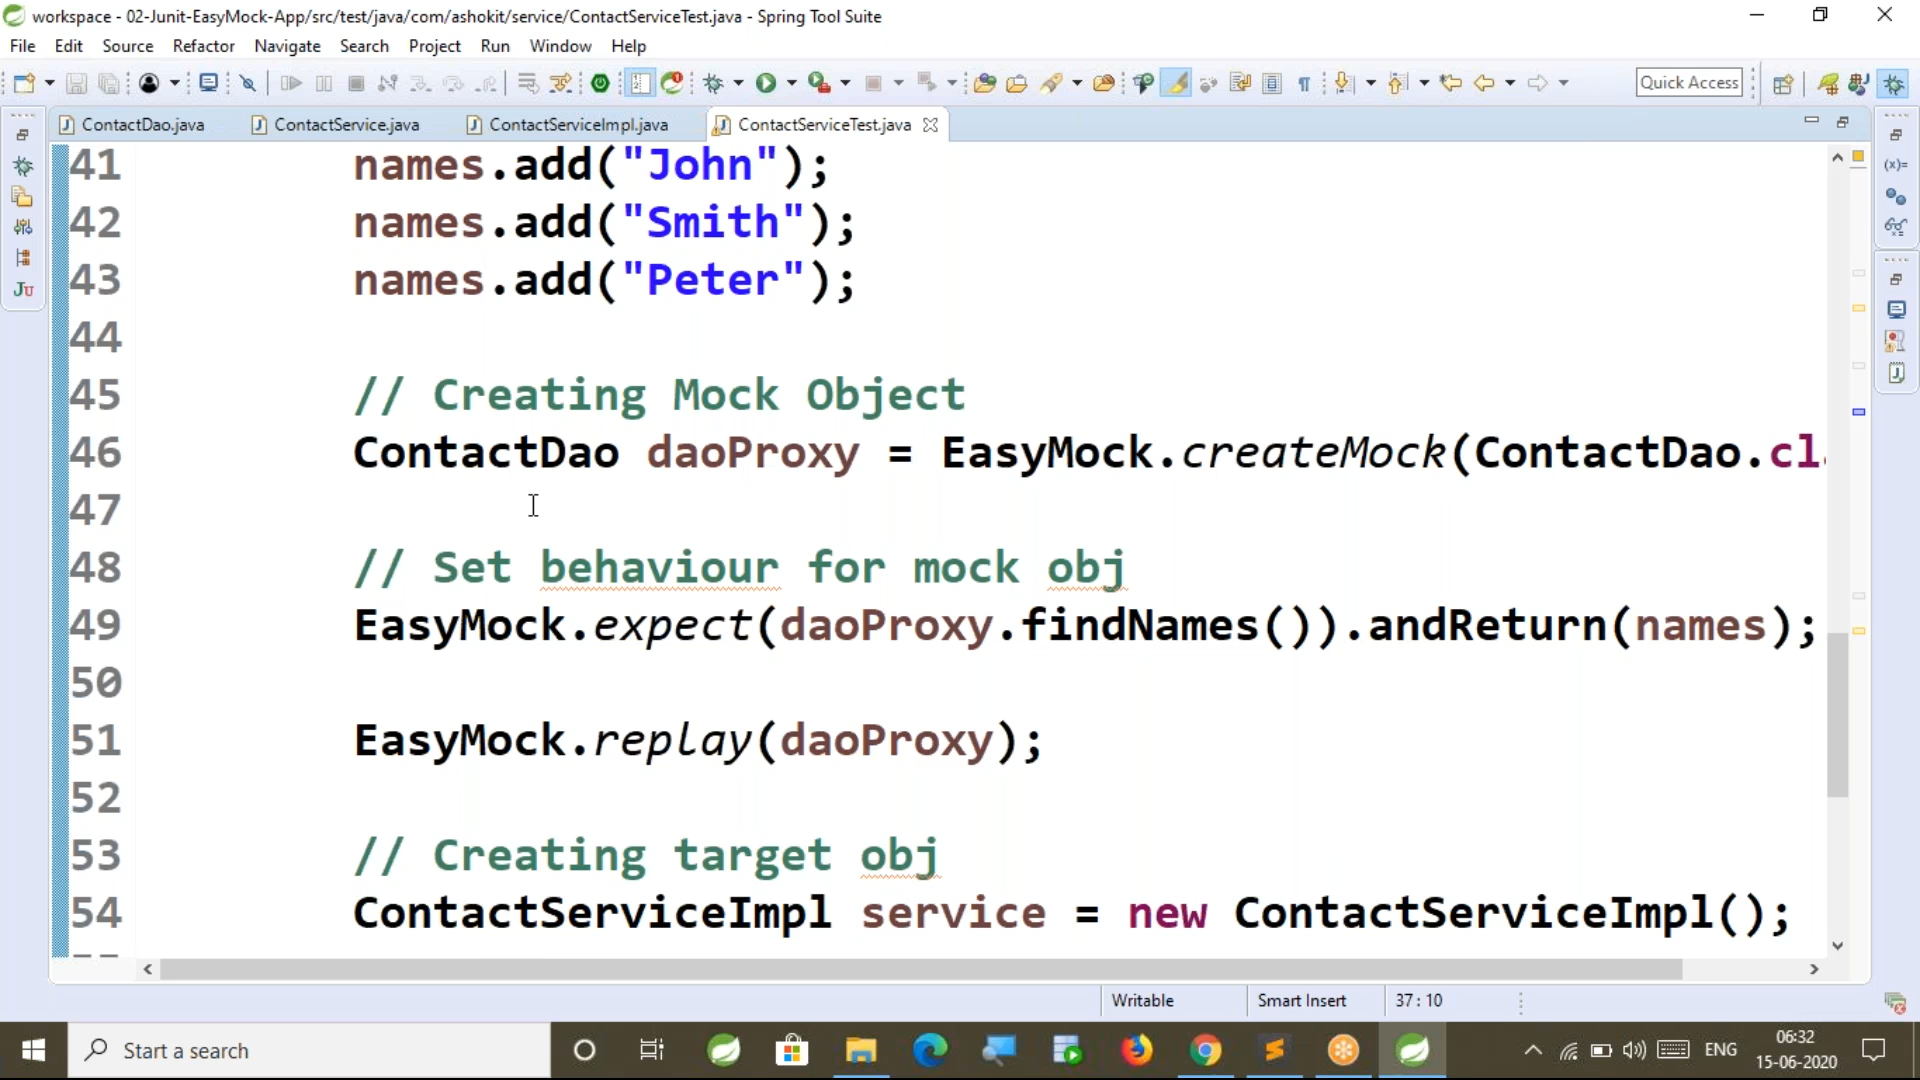 workspace - 02-Junit-EasyMock-App/src/test/java/com/ashokit/service/ContactServiceTest.java - Spring Tool Suite
File Edit Source Refactor Navigate Search Project Run Window Help
Quick Access
ContactDao.java ContactService.java ContactServiceImpl.java ContactServiceTest.java
41 names.add("John");
42 names.add("Smith");
43 names.add("Peter");
44
45 // Creating Mock Object
46 ContactDao daoProxy = EasyMock.createMock(ContactDao.cl
47
48 // Set behaviour for mock obj
49 EasyMock.expect(daoProxy.findNames()).andReturn(names);
50
51 EasyMock.replay(daoProxy);
52
53 // Creating target obj
54 ContactServiceImpl service = new ContactServiceImpl();
Writable Smart Insert 37 : 10
Start a search
ENG
06:32
15-06-2020